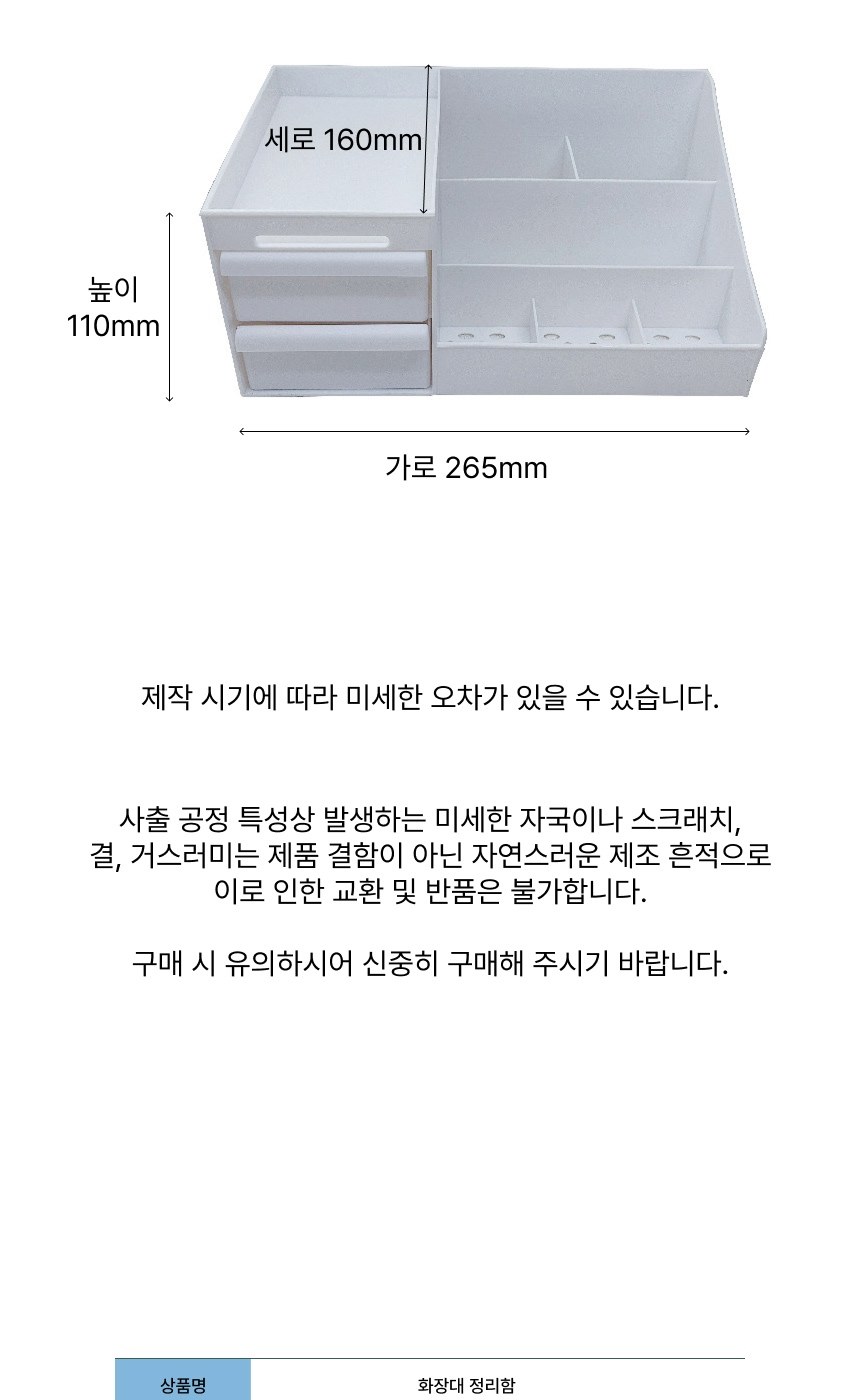 세로 160mm
높이
110mm
가로 265mm
제작 시기에 따라 미세한 오차가 있을 수 있습니다.
사출 공정 특성상 발생하는 미세한 자국이나 스크래치,
결, 거스러미는 제품 결함이 아닌 자연스러운 제조 흔적으로
이로 인한 교환 및 반품은 불가합니다.
구매 시 유의하시어 신중히 구매해 주시기 바랍니다.
상품명 화장대 정리함